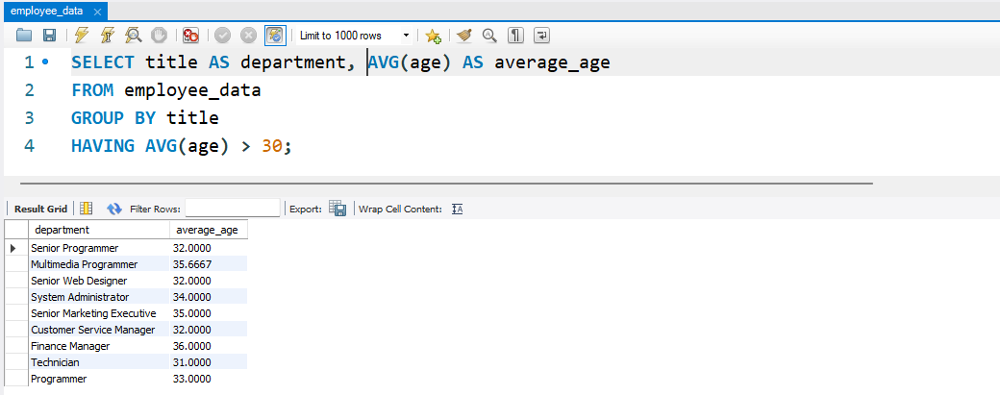 employee_data
Limit to 1000 rows
1 SELECT title AS department, AVG(age) AS average_age
2 FROM employee_data
3 GROUP BY title
4 HAVING AVG(age) > 30;
Result Grid Filter Rows: Export: Wrap Cell Content:
department average_age
Senior Programmer 32.0000
Multimedia Programmer 35.6667
Senior Web Designer 32.0000
System Administrator 34.0000
Senior Marketing Executive 35.0000
Customer Service Manager 32.0000
Finance Manager 36.0000
Technician 31.0000
Programmer 33.0000